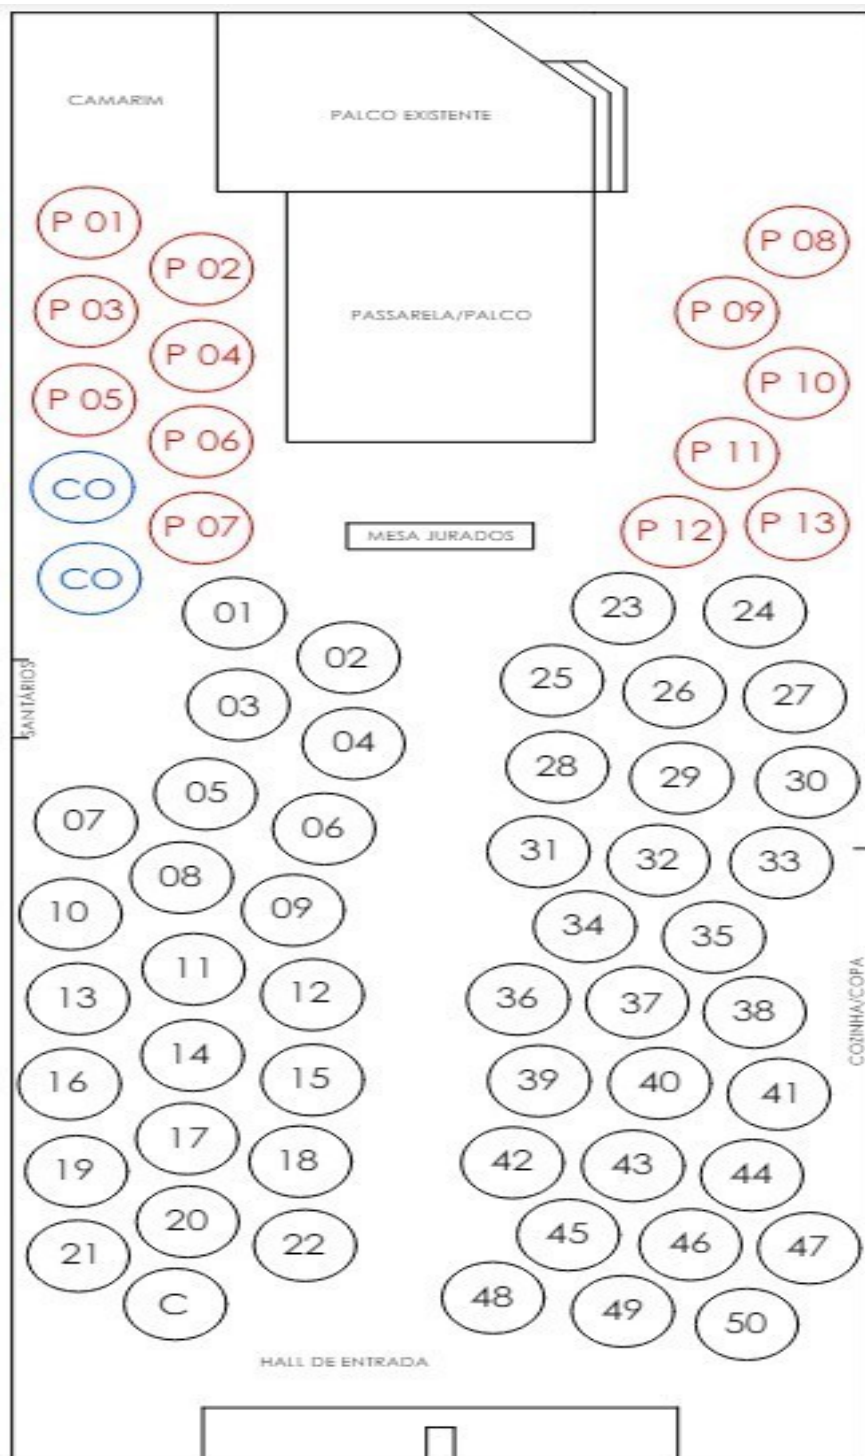 CAMARIM
PALCO EXISTENTE
P 01
P 02
P 08
P 03
PASSARELA/PALCO
P 09
P 04
P 10
P 05
P 06
P 11
CO
P 07
MESA JURADOS
P 12
P 13
CO
01
23
24
02
SANITÁRIOS
25
26
27
03
04
28
29
30
05
07
06
31
32
33
08
10
09
34
35
11
13
12
36
37
38
COZINHA/COPA
14
16
15
39
40
41
17
19
18
42
43
44
20
21
22
45
46
47
C
48
49
50
HALL DE ENTRADA